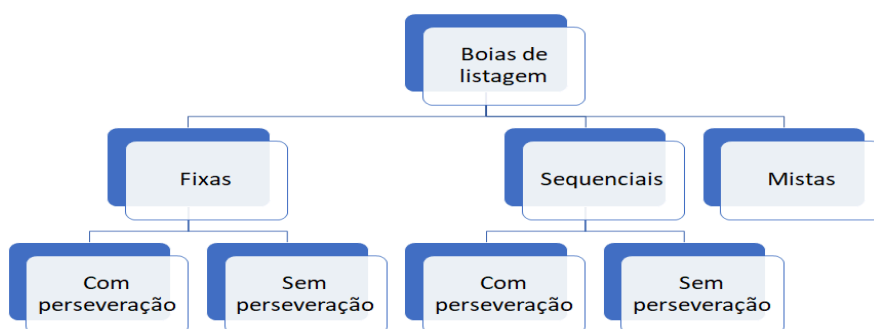 Boias de
listagem
Fixas
Sequenciais
Mistas
Com
perseveração
Sem
perseveração
Com
perseveração
Sem
perseveração